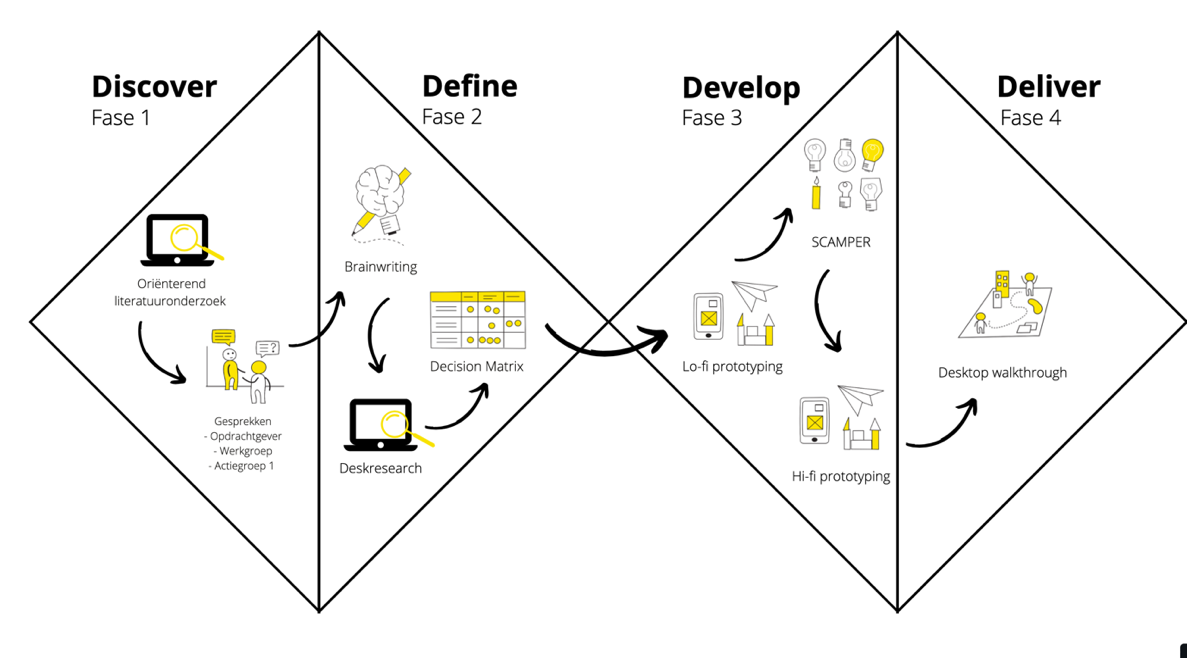 Discover
Fase 1
Oriënterend
literatuuronderzoek
?
Gesprekken
- Opdrachtgever
- Werkgroep
- Actiegroep 1
Define
Fase 2
Brainwriting
Deskresearch
Decision Matrix
Develop
Fase 3
Lo-fi prototyping
SCAMPER
Hi-fi prototyping
Deliver
Fase 4
Desktop walkthrough